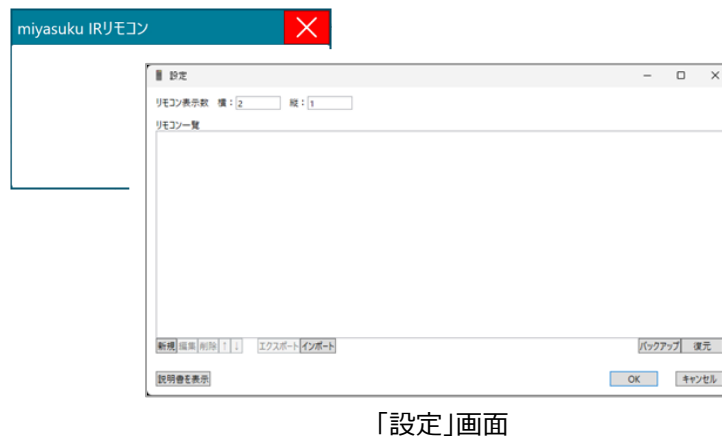 miyasuku IRリモコン
設定
リモコン表示数 横：2 縦：1
リモコン一覧
新規 編集 削除 ↑ ↓ エクスポート インポート バックアップ 復元
説明書を表示 OK キャンセル
「設定」画面